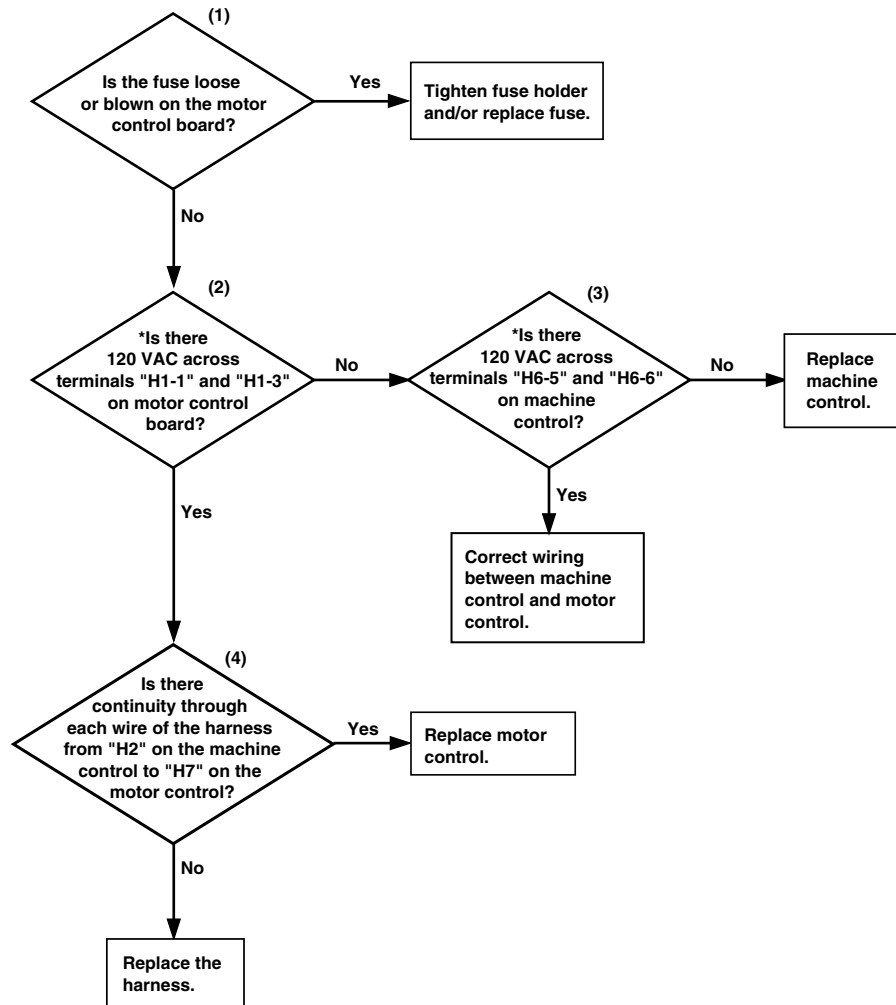 (1)
Is the fuse loose
or blown on the motor
control board?
Yes
Tighten fuse holder
and/or replace fuse.
No
(2)
*Is there
120 VAC across
terminals "H1-1" and "H1-3"
on motor control
board?
No
(3)
*Is there
120 VAC across
terminals "H6-5" and "H6-6"
on machine
control?
No
Replace
machine
control.
Yes
Yes
Correct wiring
between machine
control and motor
control.
(4)
Is there
continuity through
each wire of the harness
from "H2" on the machine
control to "H7" on the
motor control?
Yes
Replace motor
control.
No
Replace the
harness.